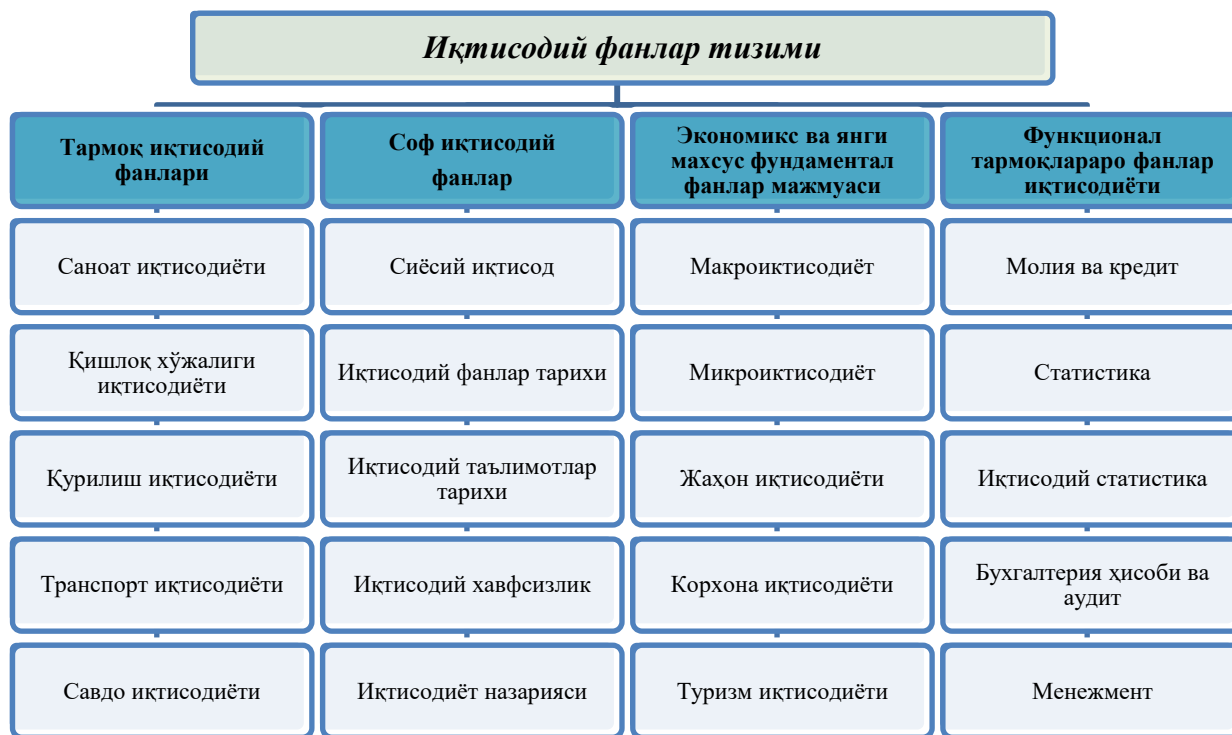 Иқтисодий фанлар тизими
Тармоқ иқтисодий
фанлари
Саноат иқтисодиёти
Қишлоқ хўжалиги
иқтисодиёти
Қурилиш иқтисодиёти
Транспорт иқтисодиёти
Савдо иқтисодиёти
Соф иқтисодий
фанлар
Сиёсий иқтисод
Иқтисодий фанлар тарихи
Иқтисодий таълимотлар
тарихи
Иқтисодий хавфсизлик
Иқтисодиёт назарияси
Экономикс ва янги
махсус фундаментал
фанлар мажмуаси
Макроиктисодиёт
Микроиктисодиёт
Жаҳон иқтисодиёти
Корхона иқтисодиёти
Туризм иқтисодиёти
Функционал
тармоқлараро фанлар
иқтисодиёти
Молия ва кредит
Статистика
Иқтисодий статистика
Бухгалтерия ҳисоби ва
аудит
Менежмент